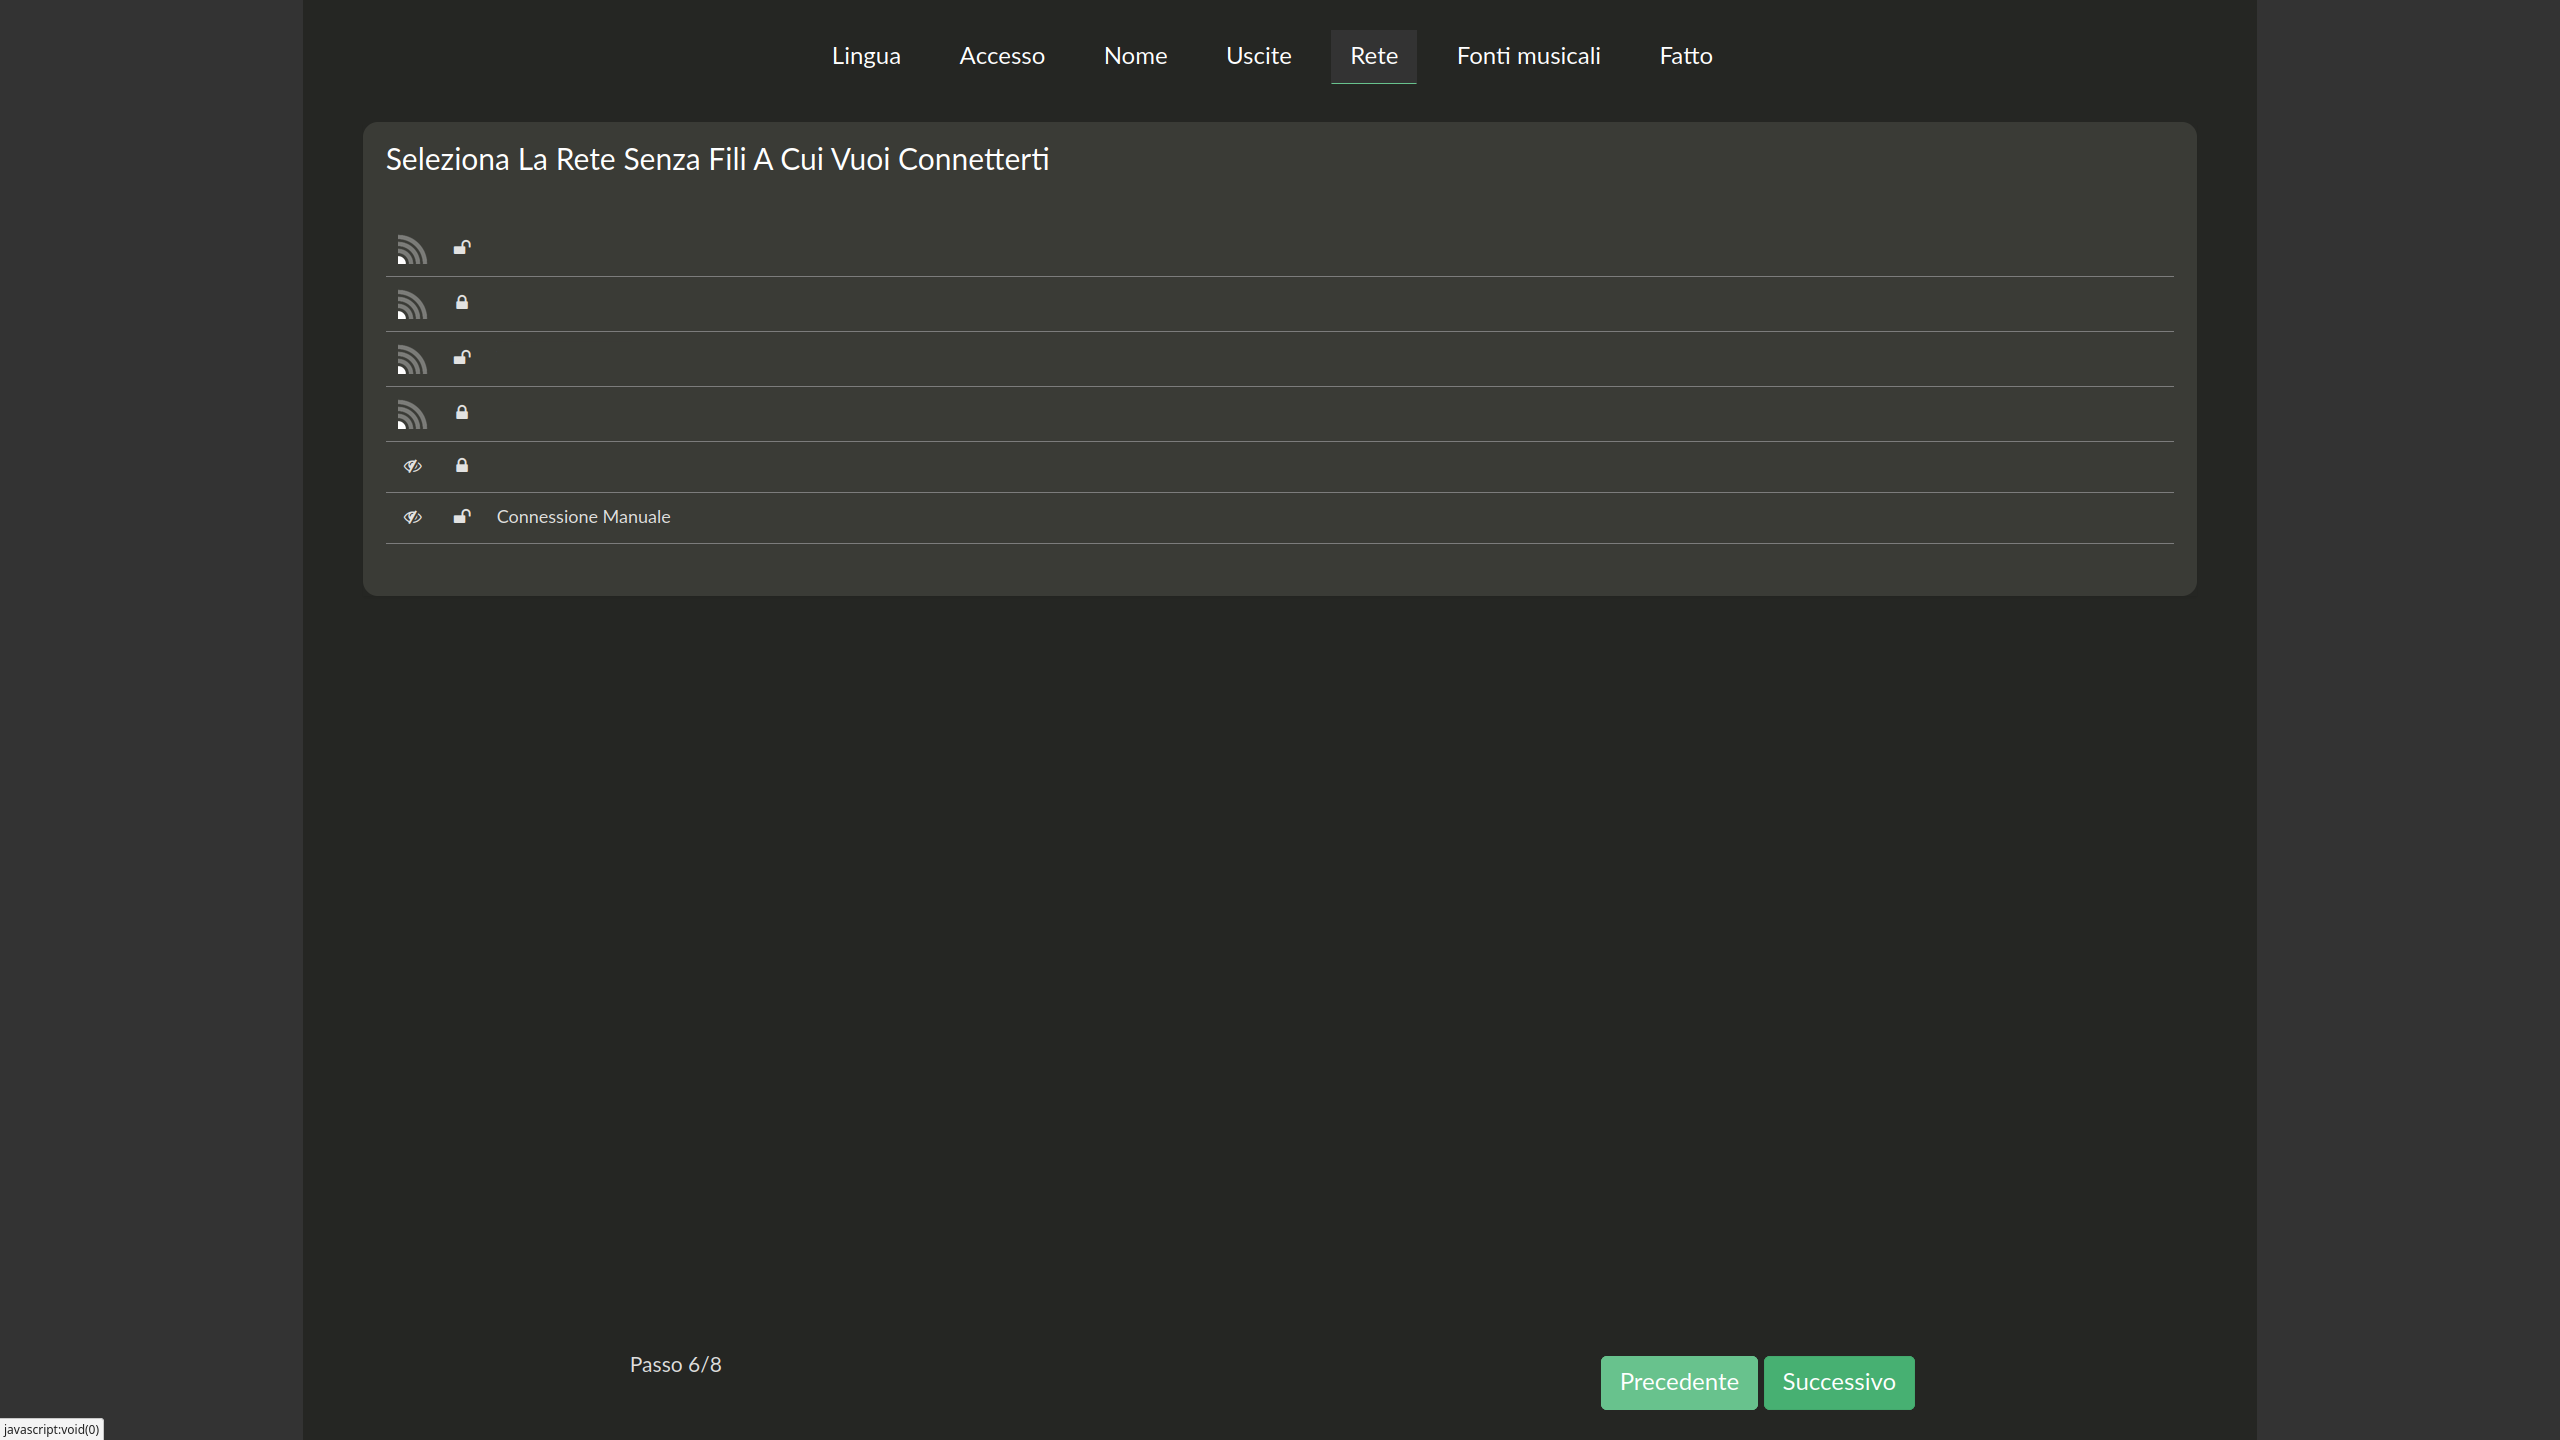 Lingua Accesso Nome Uscite Rete Fonti musicali Fatto
Seleziona La Rete Senza Fili A Cui Vuoi Connetterti
Connessione Manuale
Passo 6/8
Precedente Successivo
javascript:void(0)